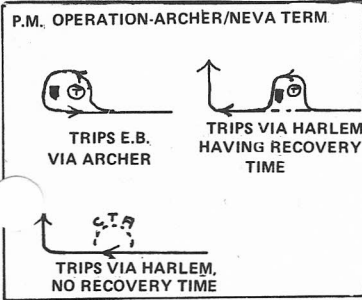 P.M. OPERATION-ARCHER/NEVA TERM
T
T
TRIPS E.B.
VIA ARCHER
TRIPS VIA HARLEM
HAVING RECOVERY
TIME
C.T.A
TRIPS VIA HARLEM,
NO RECOVERY TIME